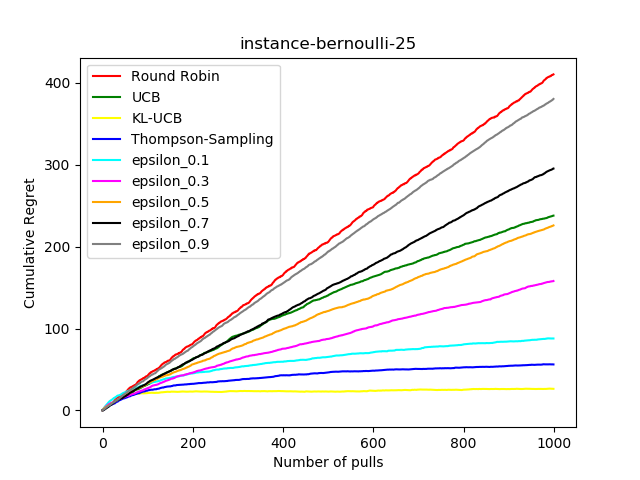 instance-bernoulli-25
Cumulative Regret
400
300
200
100
0
Round Robin
UCB
KL-UCB
Thompson-Sampling
epsilon_0.1
epsilon_0.3
epsilon_0.5
epsilon_0.7
epsilon_0.9
0 200 400 600 800 1000
Number of pulls